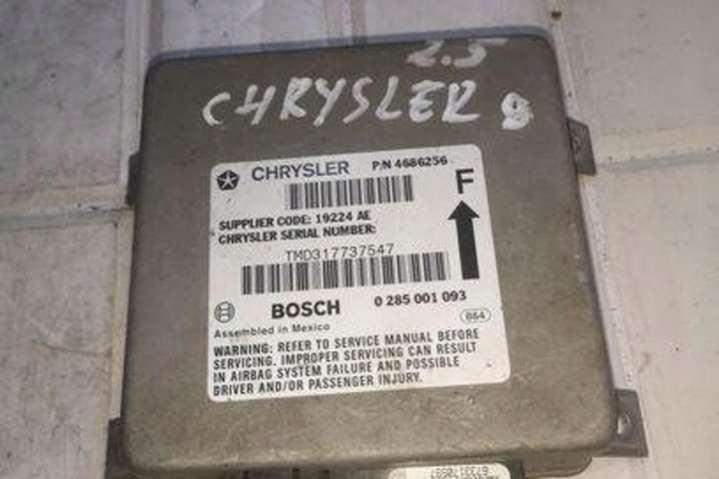 2.5
CHRYSLER 9
CHRYSLER P/N 4686256
F
SUPPLIER CODE: 19224 AE
CHRYSLER SERIAL NUMBER:
TMD317737547
BOSCH 0 285 001 093
Assembled in Mexico 864
WARNING: REFER TO SERVICE MANUAL BEFORE
SERVICING. IMPROPER SERVICING CAN RESULT
IN AIRBAG SYSTEM FAILURE AND POSSIBLE
DRIVER AND/OR PASSENGER INJURY.